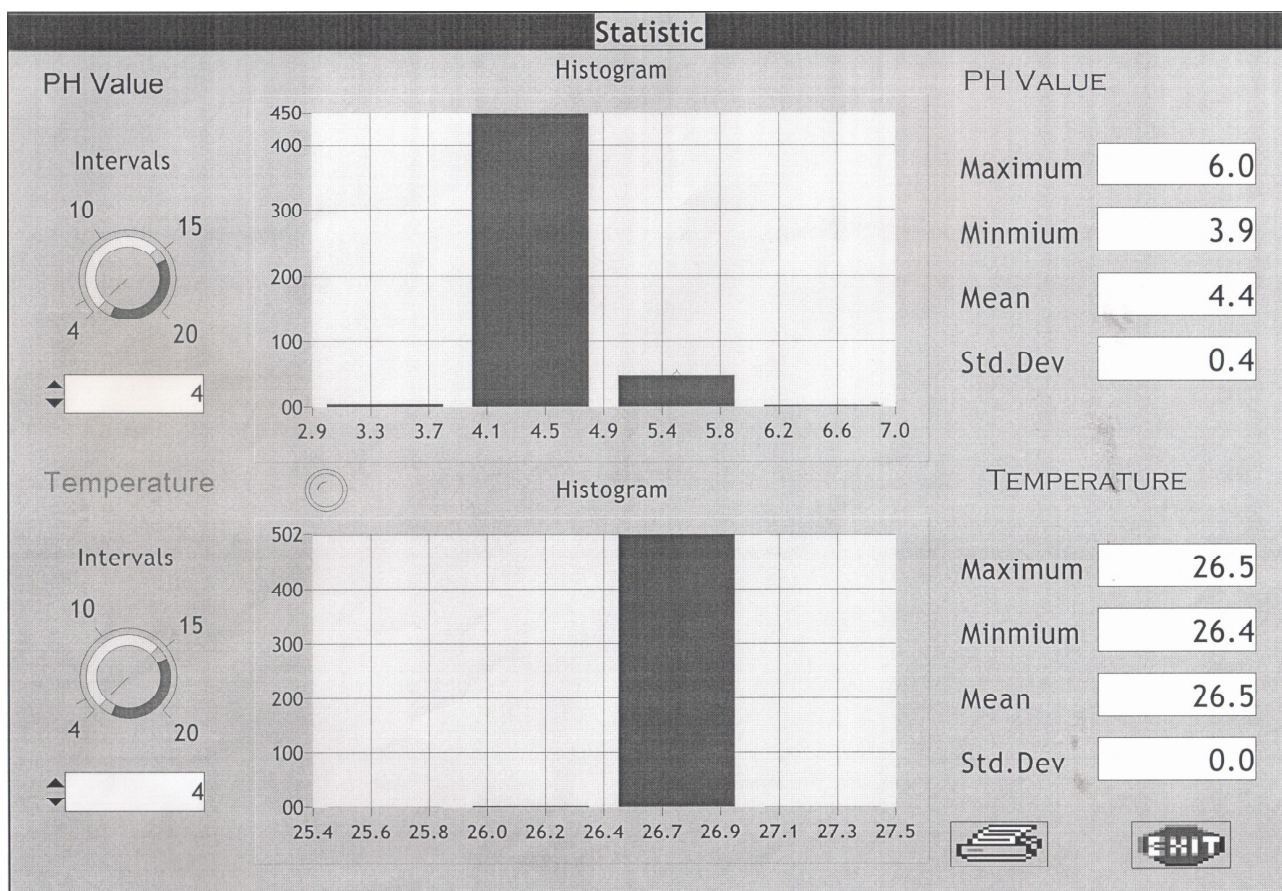 Statistic
PH Value
Histogram
PH VALUE
Intervals
10
15
4
20
4
450
400
300
200
100
00
2.9 3.3 3.7 4.1 4.5 4.9 5.4 5.8 6.2 6.6 7.0
Maximum 6.0
Minmium 3.9
Mean 4.4
Std.Dev 0.4
Temperature
Histogram
TEMPERATURE
Intervals
10
15
4
20
4
502
400
300
200
100
00
25.4 25.6 25.8 26.0 26.2 26.4 26.7 26.9 27.1 27.3 27.5
Maximum 26.5
Minmium 26.4
Mean 26.5
Std.Dev 0.0
EXIT